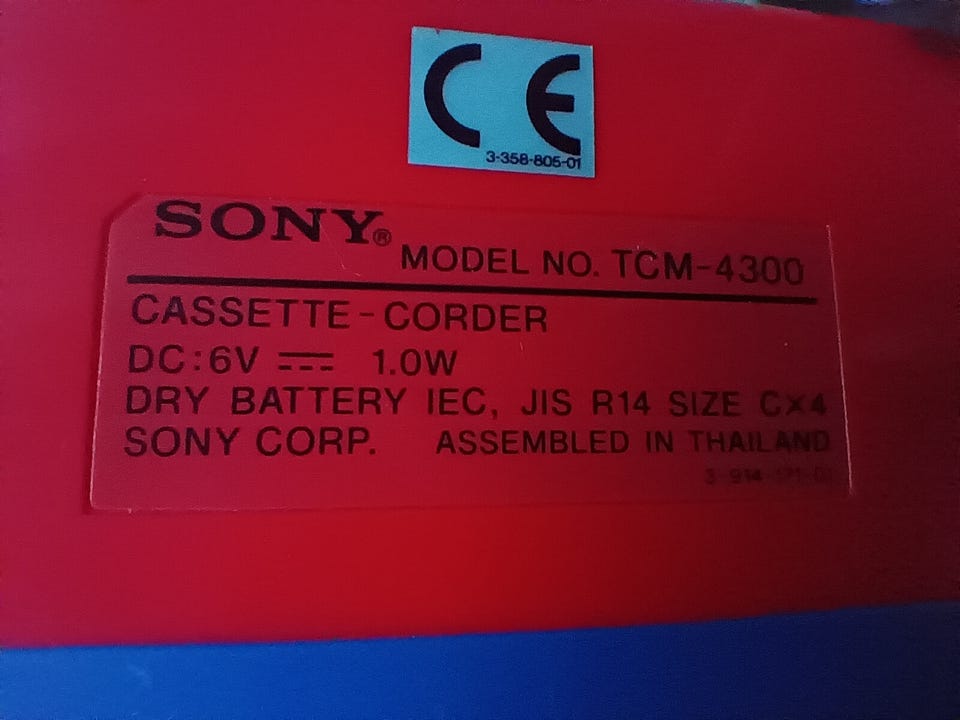 CE
3-358-805-01
SONY®
MODEL NO. TCM-4300
CASSETTE-CORDER
DC:6V ⎓ 1.0W
DRY BATTERY IEC, JIS R14 SIZE C×4
SONY CORP. ASSEMBLED IN THAILAND